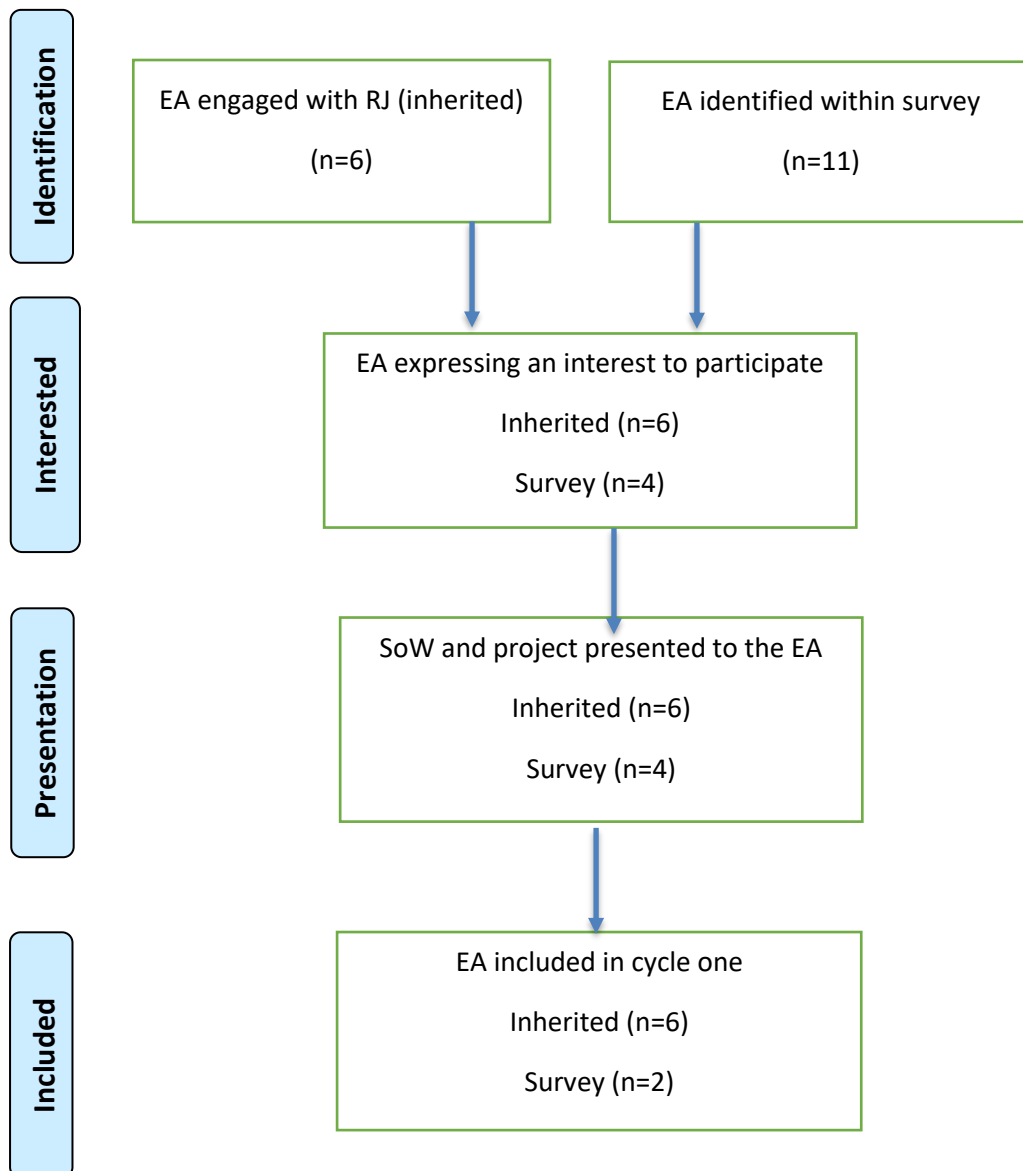 Identification
EA engaged with RJ (inherited)
(n=6)
EA identified within survey
(n=11)
Interested
EA expressing an interest to participate
Inherited (n=6)
Survey (n=4)
Presentation
SoW and project presented to the EA
Inherited (n=6)
Survey (n=4)
Included
EA included in cycle one
Inherited (n=6)
Survey (n=2)